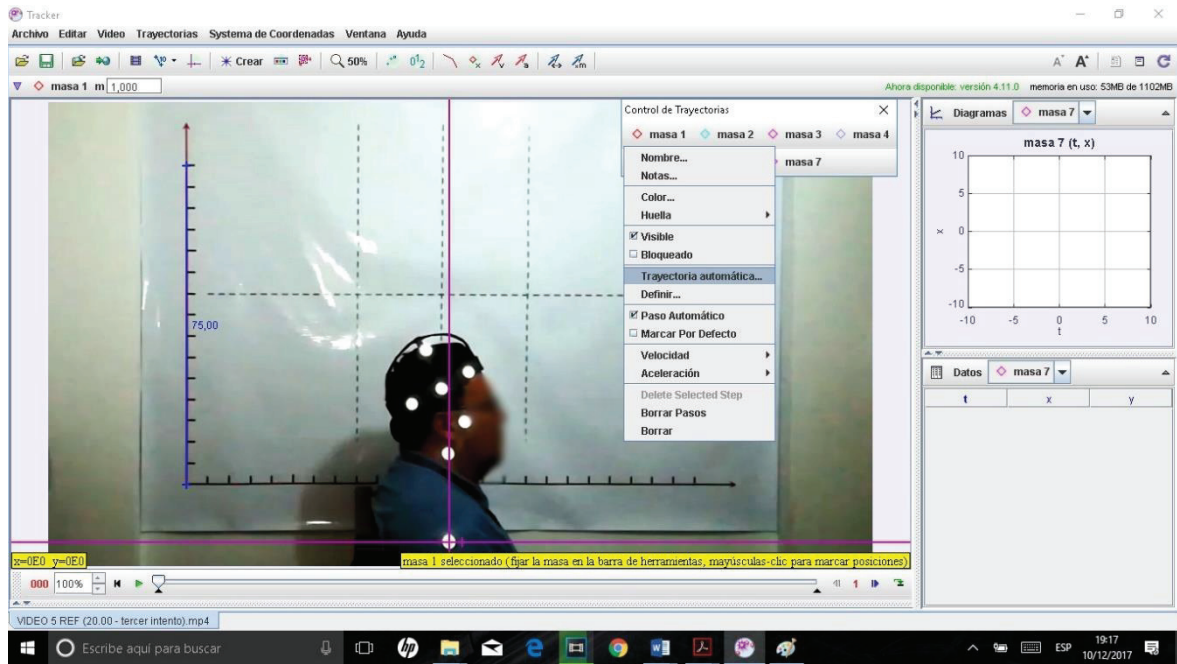 Tracker
Archivo Editar Video Trayectorias Systema de Coordenadas Ventana Ayuda
Crear 50%
masa 1 m 1,000
Ahora disponible: versión 4.11.0 memoria en uso: 53MB de 1102MB
Control de Trayectorias
masa 1 masa 2 masa 3 masa 4
masa 7
Nombre...
Notas...
Color...
Huella
Visible
Bloqueado
Trayectoria automática...
Definir...
Paso Automático
Marcar Por Defecto
Velocidad
Aceleración
Delete Selected Step
Borrar Pasos
Borrar
75,00
Diagramas masa 7
masa 7 (t, x)
10
5
0
-5
-10
x
-10 -5 0 5 10
t
Datos masa 7
t x y
x=0E0 y=0E0
masa 1 seleccionado (fijar la masa en la barra de herramientas, mayúsculas-clic para marcar posiciones)
000 100% 1
VIDEO 5 REF (20.00 - tercer intento).mp4
Escribe aquí para buscar
hp
ESP
19:17
10/12/2017